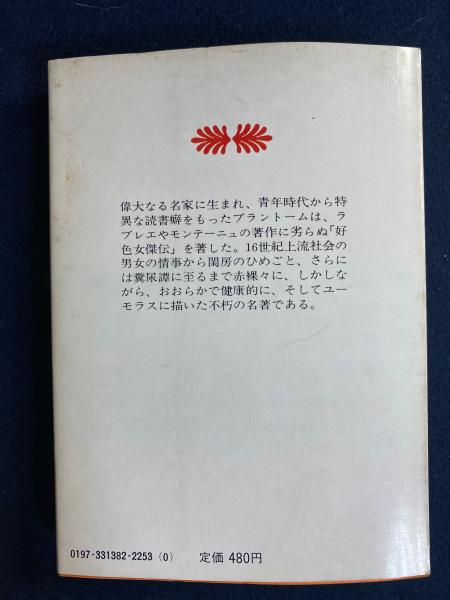 偉大なる名家に生まれ、青年時代から特
異な読書癖をもったブラントームは、ラ
ブレエやモンテーニュの著作に劣らぬ「好
色女傑伝」を著した。16世紀上流社会の
男女の情事から閨房のひめごと、さらに
は糞尿譚に至るまで赤裸々に、しかしな
がら、おおらかで健康的に、そしてユー
モラスに描いた不朽の名著である。
0197-331382-2253（0） 定価 480円